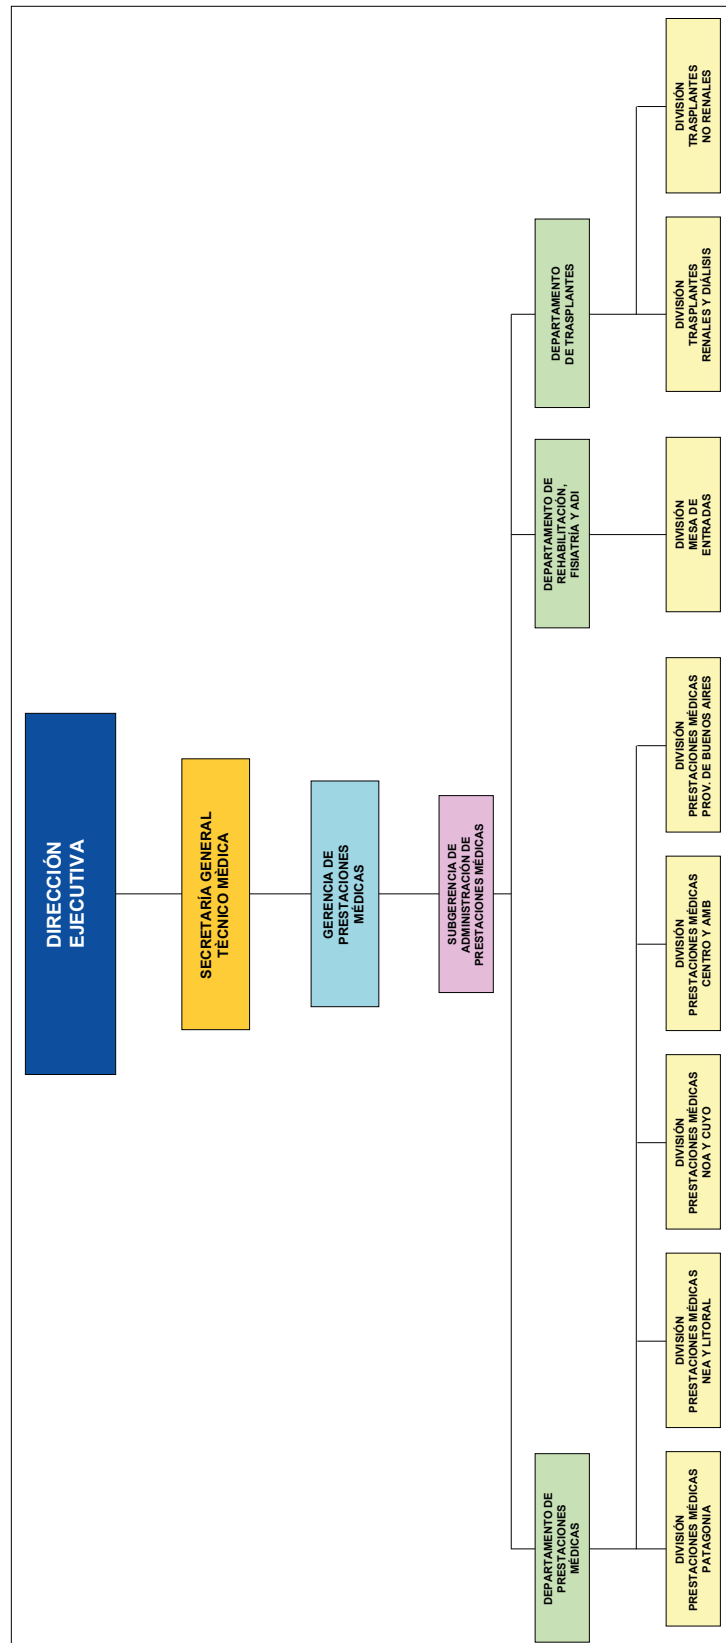 DIRECCIÓN
EJECUTIVA
SECRETARÍA GENERAL
TÈCNICO MÈDICA
GERENCIA DE
PRESTACIONES
MÉDICAS
SUBGERENCIA DE
ADMINISTRACIÓN DE
PRESTACIONES MÉDICAS
DEPARTAMENTO DE
PRESTACIONES
MÉDICAS
DEPARTAMENTO DE
REHABILITACIÓN,
FISIATRÍA Y ADI
DEPARTAMENTO
DE TRASPLANTES
DIVISIÓN
PRESTACIONES MÉDICAS
PATAGONIA
DIVISIÓN
PRESTACIONES MÉDICAS
NEA Y LITORAL
DIVISIÓN
PRESTACIONES MÉDICAS
NOA Y CUYO
DIVISIÓN
PRESTACIONES MÉDICAS
CENTRO Y AMB
DIVISIÓN
PRESTACIONES MÉDICAS
PROV. DE BUENOS AIRES
DIVISIÓN
MESA DE
ENTRADAS
DIVISIÓN
TRASPLANTES
RENALES Y DIÁLISIS
DIVISIÓN
TRASPLANTES
NO RENALES